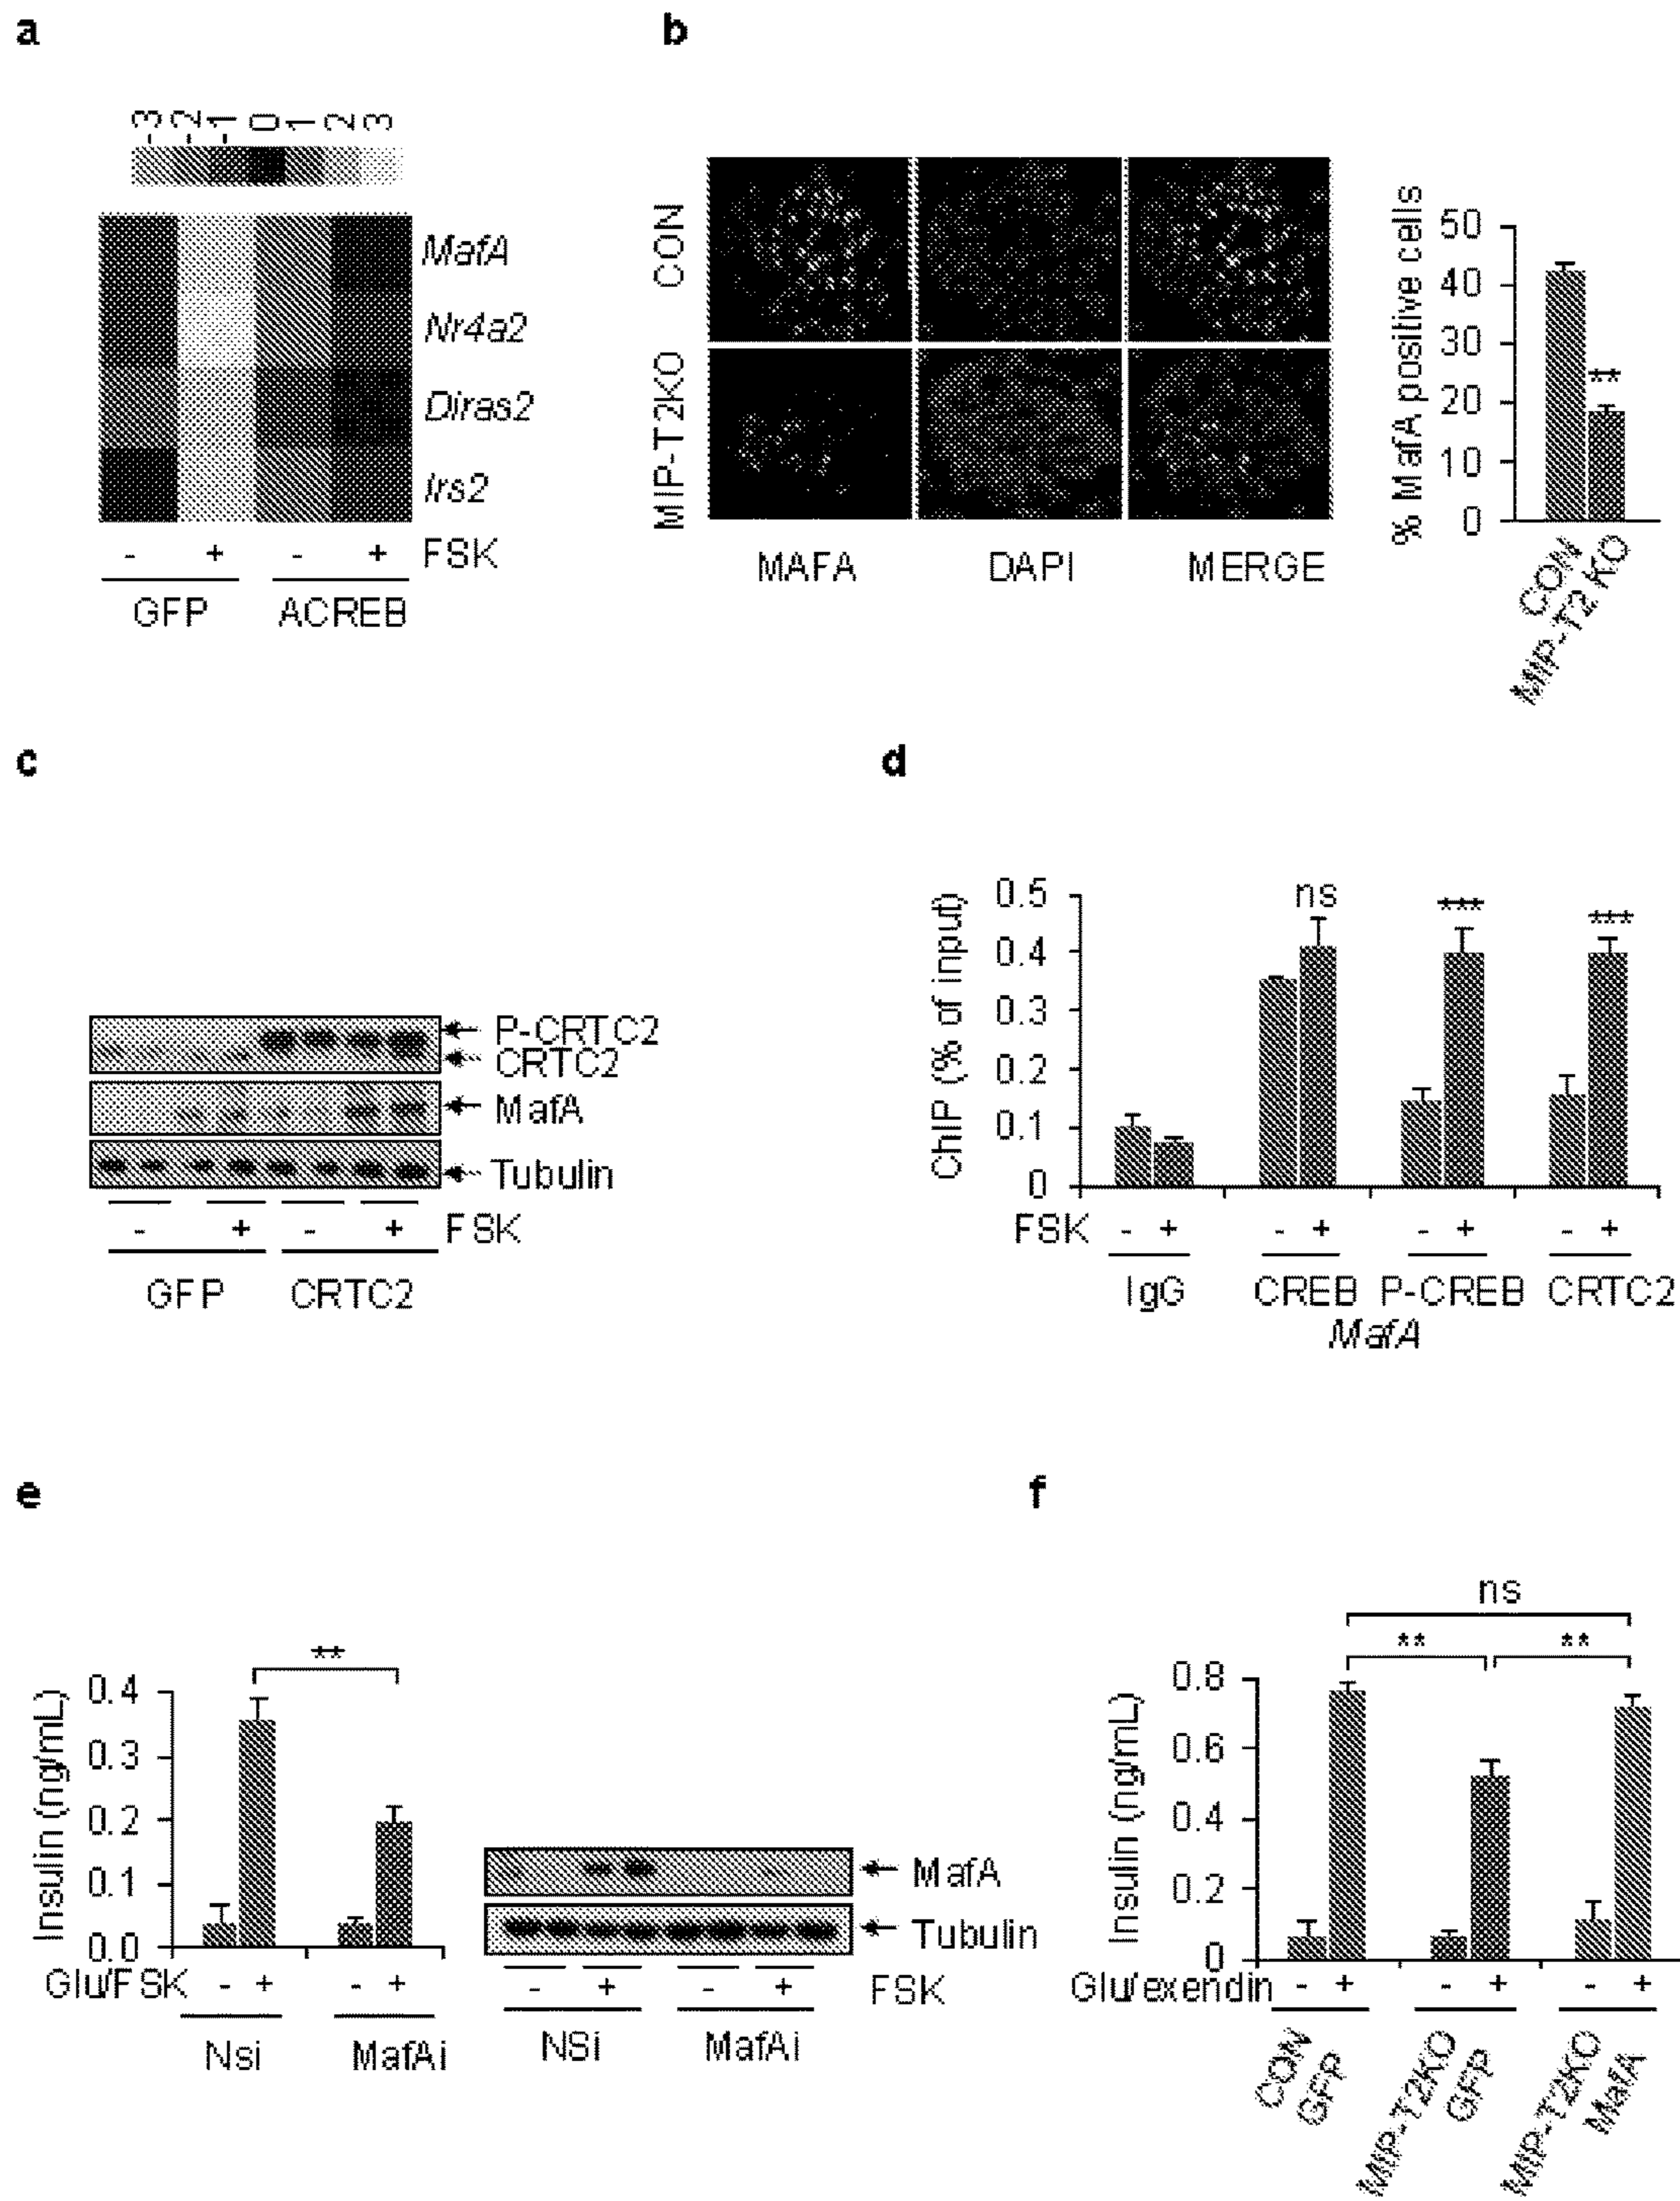 a
-3 -2 -1 0 1 2 3
MafA
Nr4a2
Diras2
Irs2
- + - + FSK
GFP ACREB
b
CON
MIP-T2KO
MAFA DAPI MERGE
% MafA positive cells
50
40
30
20
10
0
**
CON
MIP-T2 KO
c
P-CRTC2
CRTC2
MafA
Tubulin
- + - + FSK
GFP CRTC2
d
ChIP (% of input)
0.5
0.4
0.3
0.2
0.1
0
ns *** ***
FSK - + - + - + - +
IgG CREB P-CREB CRTC2
MafA
e
Insulin (ng/mL)
0.4
0.3
0.2
0.1
0.0
**
Glu/FSK - + - +
Nsi MafAi
MafA
Tubulin
- + - + FSK
NSi MafAi
f
ns
** **
Insulin (ng/mL)
0.8
0.6
0.4
0.2
0
Glu/exendin - + - + - +
CON GFP
MIP-T2KO GFP
MIP-T2KO MafA